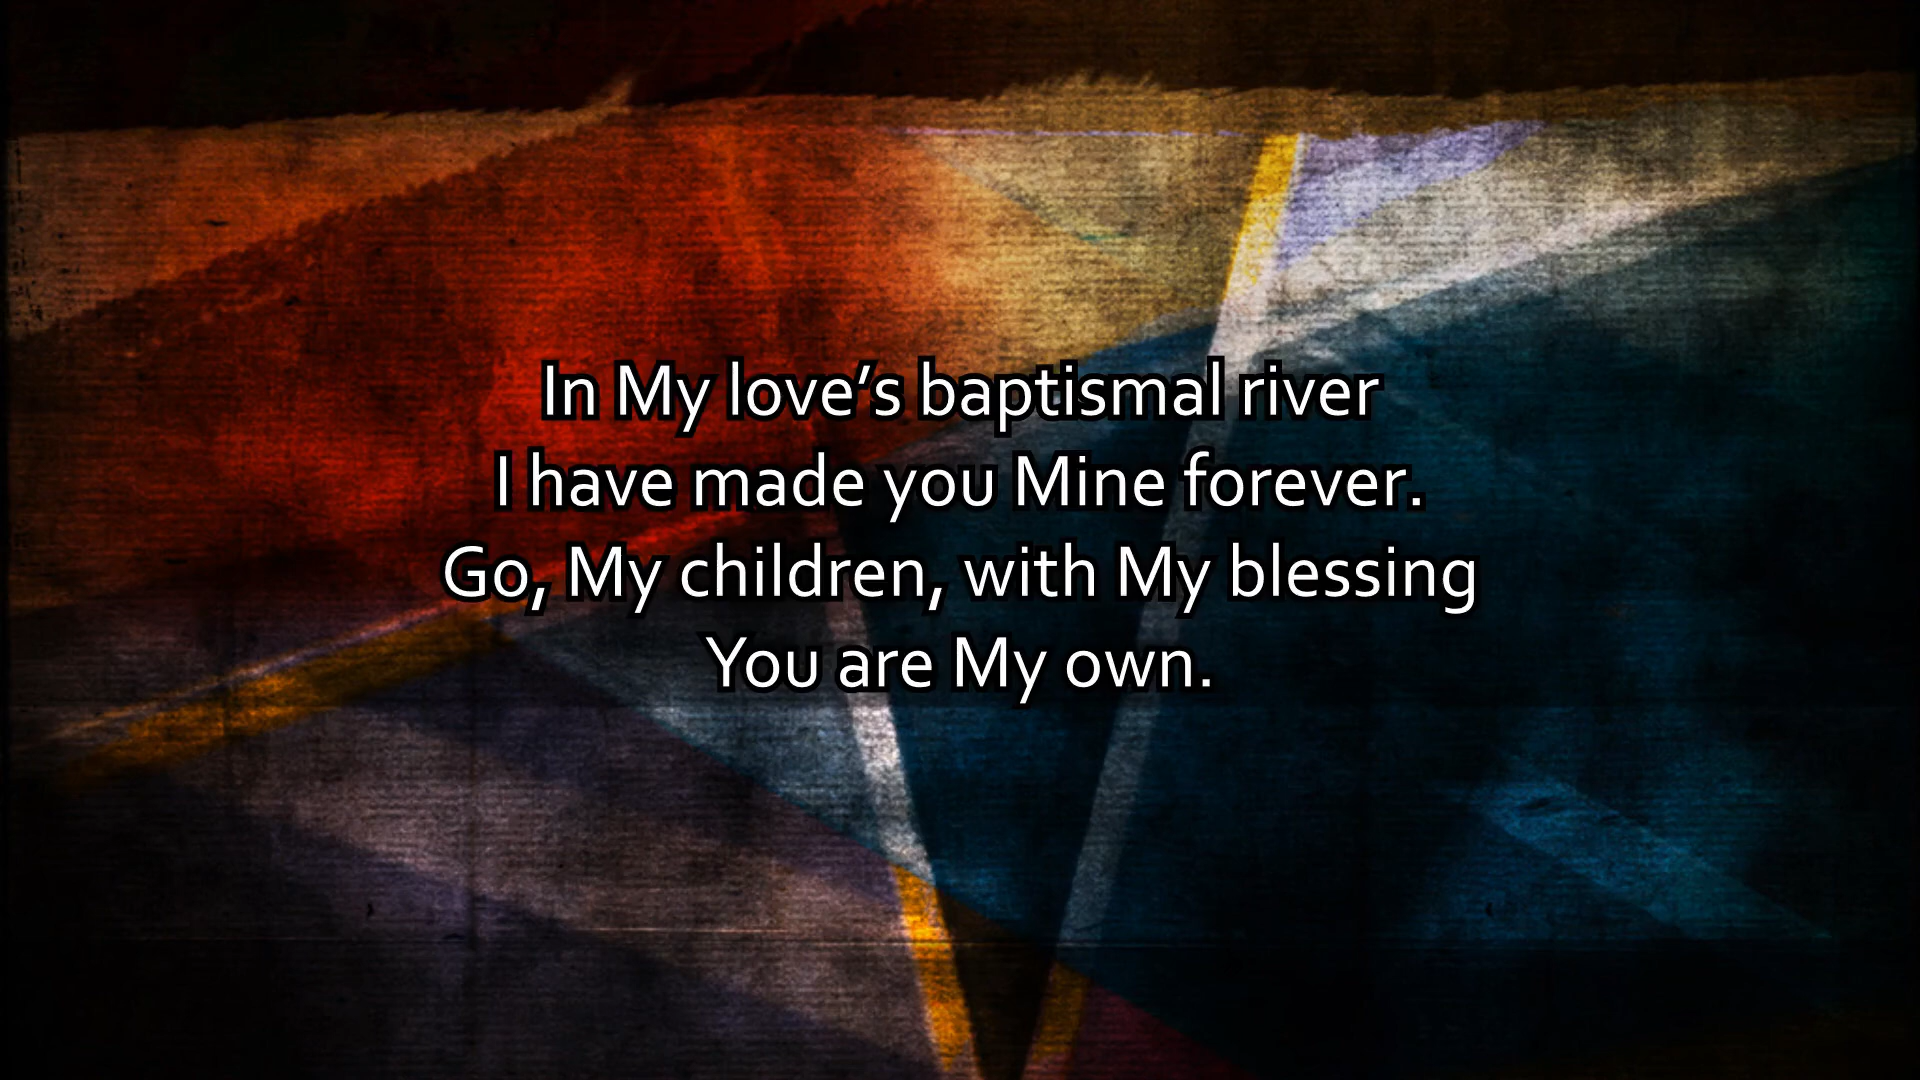 In My love’s baptismal river
I have made you Mine forever.
Go, My children, with My blessing
You are My own.